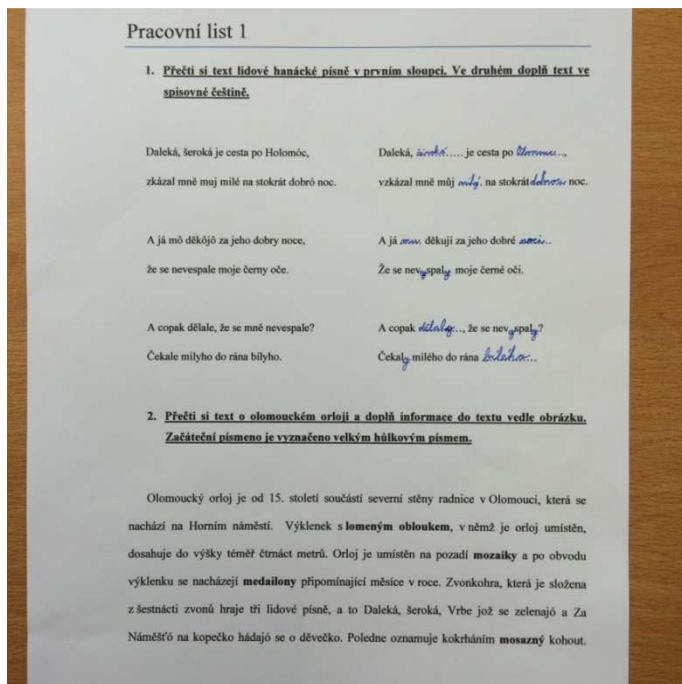 Pracovní list 1
1. Přečti si text lidové hanácké písně v prvním sloupci. Ve druhém doplň text ve
spisovné češtině.
Daleká, šeroká je cesta po Holomóc,
zkázal mně muj milé na stokrát dobró noc.
A já mô děkôjô za jeho dobry noce,
že se nevespale moje černy oče.
A copak dělale, že se mně nevespale?
Čekale milyho do rána bilyho.
Daleká, široká..... je cesta po Olomouc..,
vzkázal mně můj milý. na stokrát dobrou noc.
A já mu. děkuji za jeho dobré noci..
Že se nevyspaly moje černé oči.
A copak dělaly..., že se nevyspaly?
Čekaly milého do rána bílého...
2. Přečti si text o olomouckém orloji a doplň informace do textu vedle obrázku.
Začáteční písmeno je vyznačeno velkým hůlkovým písmem.
Olomoucký orloj je od 15. století součástí severní stěny radnice v Olomouci, která se
nachází na Horním náměstí. Výklenek s lomeným obloukem, v němž je orloj umístěn,
dosahuje do výšky téměř čtrnáct metrů. Orloj je umístěn na pozadí mozaiky a po obvodu
výklenku se nacházejí medailony připomínající měsíce v roce. Zvonkohra, která je složena
z šestnácti zvonů hraje tři lidové písně, a to Daleká, šeroká, Vrbe jož se zelenajó a Za
Náměšťó na kopečko hádajó se o děvečko. Poledne oznamuje kokrháním mosazný kohout.